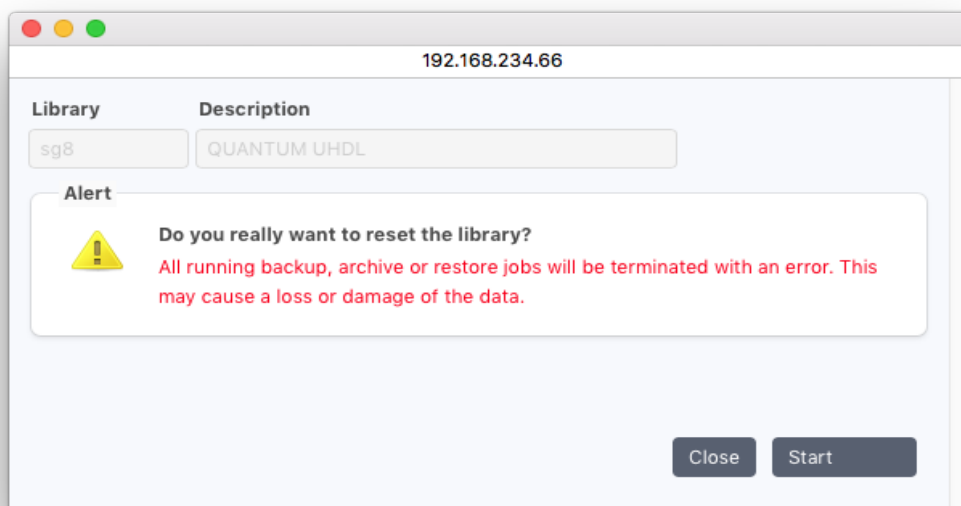 192.168.234.66
Library Description
sg8 QUANTUM UHDL
Alert
Do you really want to reset the library?
All running backup, archive or restore jobs will be terminated with an error. This
may cause a loss or damage of the data.
Close Start